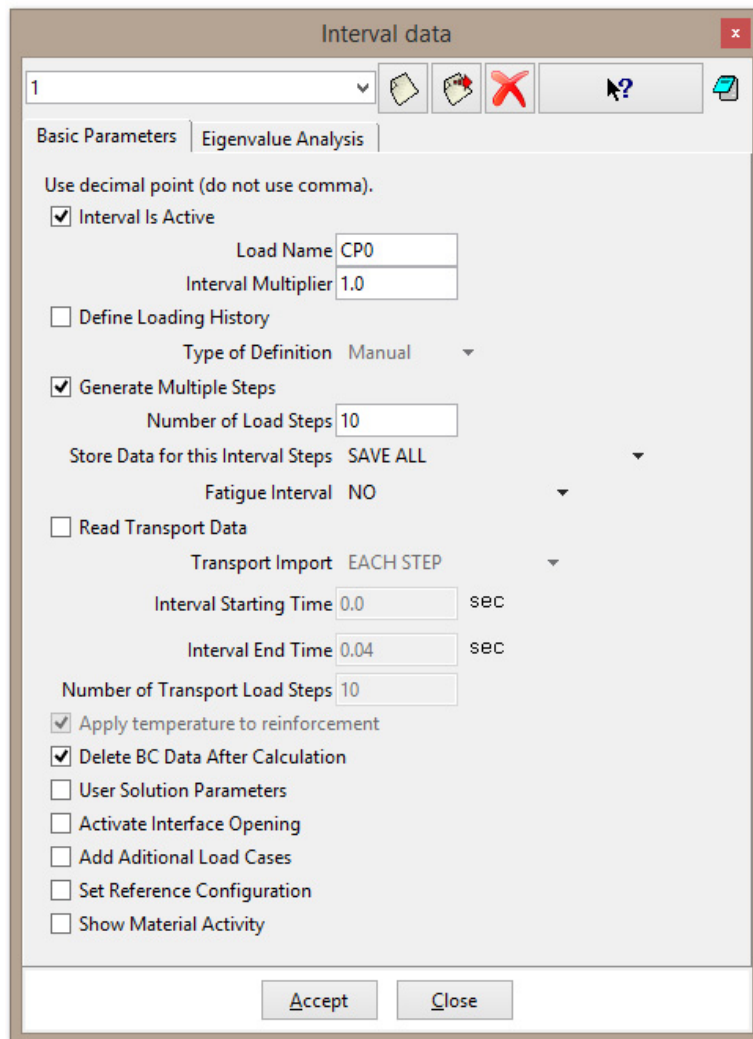 Interval data
x
1
?
Basic Parameters Eigenvalue Analysis
Use decimal point (do not use comma).
Interval Is Active
Load Name CP0
Interval Multiplier 1.0
Define Loading History
Type of Definition Manual
Generate Multiple Steps
Number of Load Steps 10
Store Data for this Interval Steps SAVE ALL
Fatigue Interval NO
Read Transport Data
Transport Import EACH STEP
Interval Starting Time 0.0 sec
Interval End Time 0.04 sec
Number of Transport Load Steps 10
Apply temperature to reinforcement
Delete BC Data After Calculation
User Solution Parameters
Activate Interface Opening
Add Aditional Load Cases
Set Reference Configuration
Show Material Activity
Accept Close